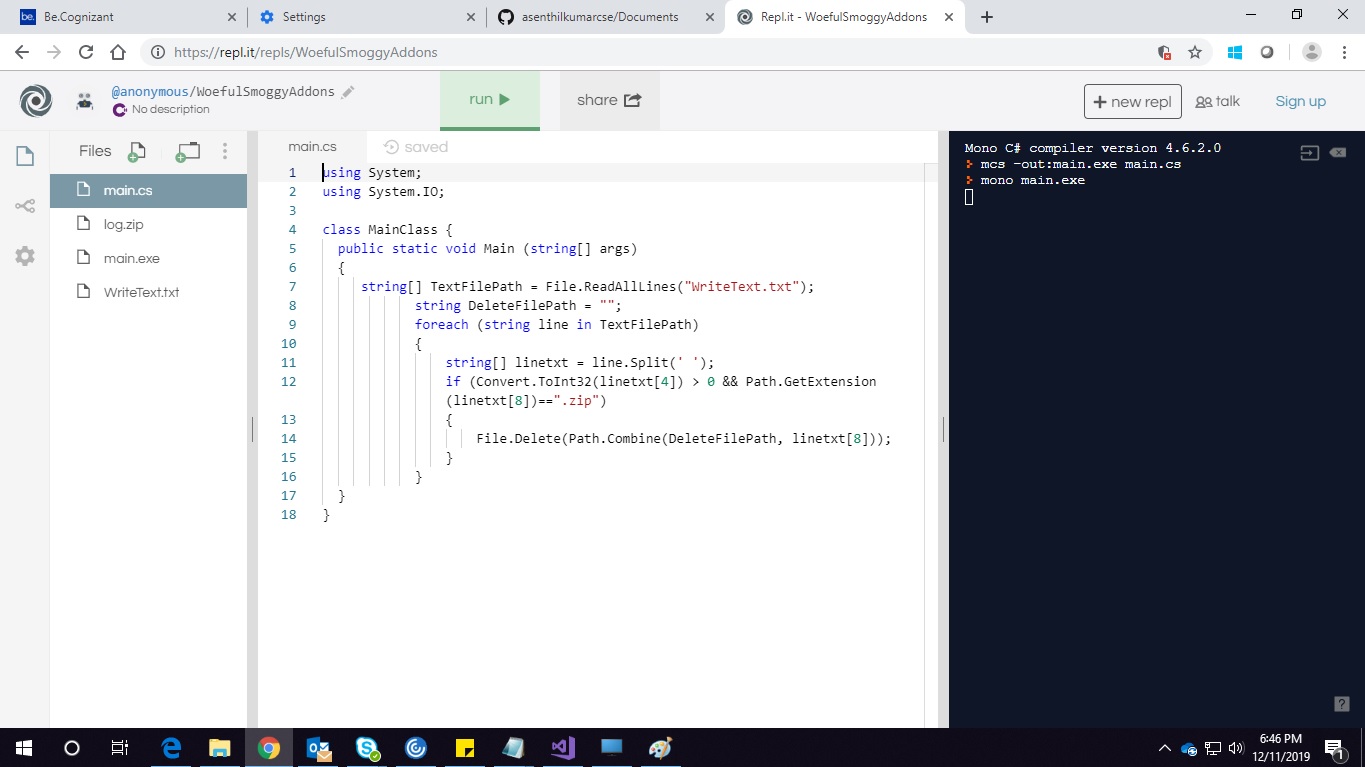 be. Be.Cognizant
Settings
asenthilkumarcse/Documents
Repl.it - WoefulSmoggyAddons
https://repl.it/repls/WoefulSmoggyAddons
@anonymous/WoefulSmoggyAddons
No description
run
share
+ new repl
talk
Sign up
Files
main.cs
log.zip
main.exe
WriteText.txt
main.cs
saved
1 using System;
2 using System.IO;
3
4 class MainClass {
5 public static void Main (string[] args)
6 {
7 string[] TextFilePath = File.ReadAllLines("WriteText.txt");
8 string DeleteFilePath = "";
9 foreach (string line in TextFilePath)
10 {
11 string[] linetxt = line.Split(' ');
12 if (Convert.ToInt32(linetxt[4]) > 0 && Path.GetExtension
(linetxt[8])==".zip")
13 {
14 File.Delete(Path.Combine(DeleteFilePath, linetxt[8]));
15 }
16 }
17 }
18 }
Mono C# compiler version 4.6.2.0
mcs -out:main.exe main.cs
mono main.exe
?
6:46 PM
12/11/2019
1